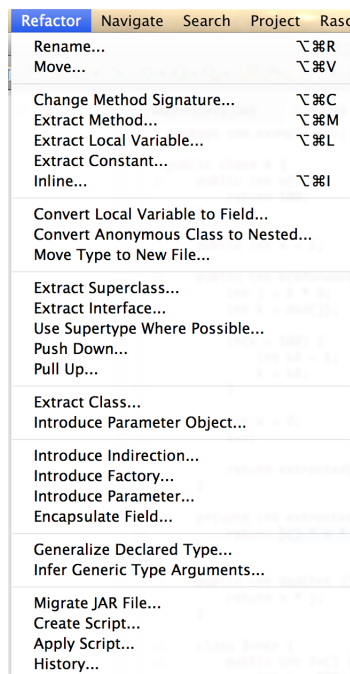 Refactor Navigate Search Project Rasc
Rename... ⌥⌘R
Move... ⌥⌘V
Change Method Signature... ⌥⌘C
Extract Method... ⌥⌘M
Extract Local Variable... ⌥⌘L
Extract Constant...
Inline... ⌥⌘I
Convert Local Variable to Field...
Convert Anonymous Class to Nested...
Move Type to New File...
Extract Superclass...
Extract Interface...
Use Supertype Where Possible...
Push Down...
Pull Up...
Extract Class...
Introduce Parameter Object...
Introduce Indirection...
Introduce Factory...
Introduce Parameter...
Encapsulate Field...
Generalize Declared Type...
Infer Generic Type Arguments...
Migrate JAR File...
Create Script...
Apply Script...
History...